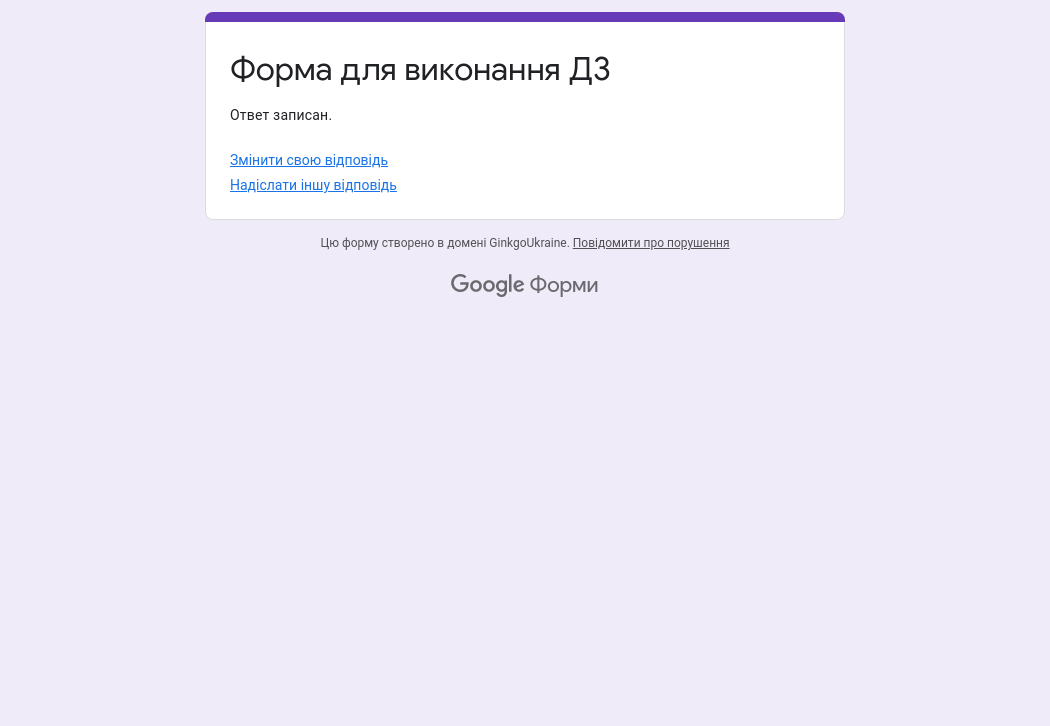 Форма для виконання ДЗ
Ответ записан.
Змінити свою відповідь
Надіслати іншу відповідь
Цю форму створено в домені GinkgoUkraine. Повідомити про порушення
Google Форми